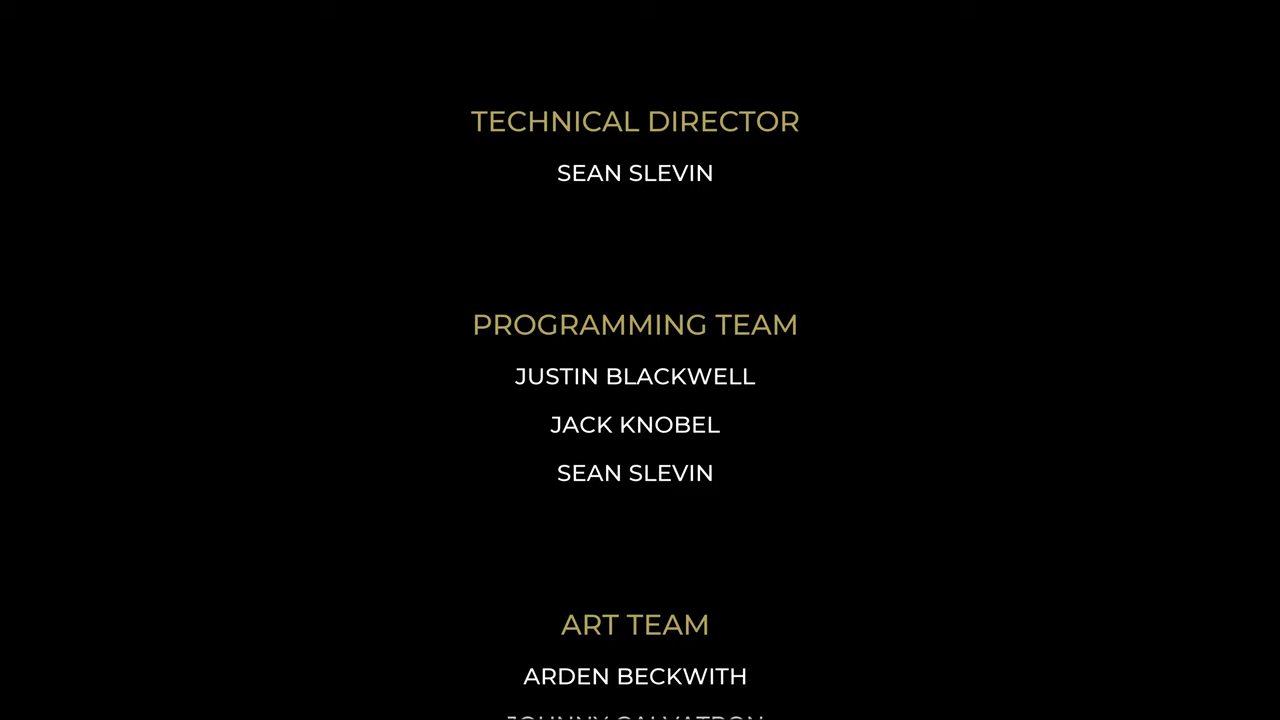 TECHNICAL DIRECTOR
SEAN SLEVIN
PROGRAMMING TEAM
JUSTIN BLACKWELL
JACK KNOBEL
SEAN SLEVIN
ART TEAM
ARDEN BECKWITH